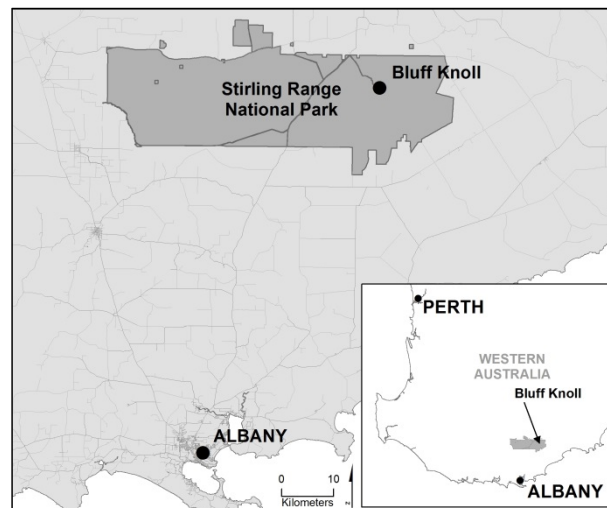 Bluff Knoll
Stirling Range
National Park
ALBANY
0 10
Kilometers
N
PERTH
WESTERN
AUSTRALIA
Bluff Knoll
ALBANY